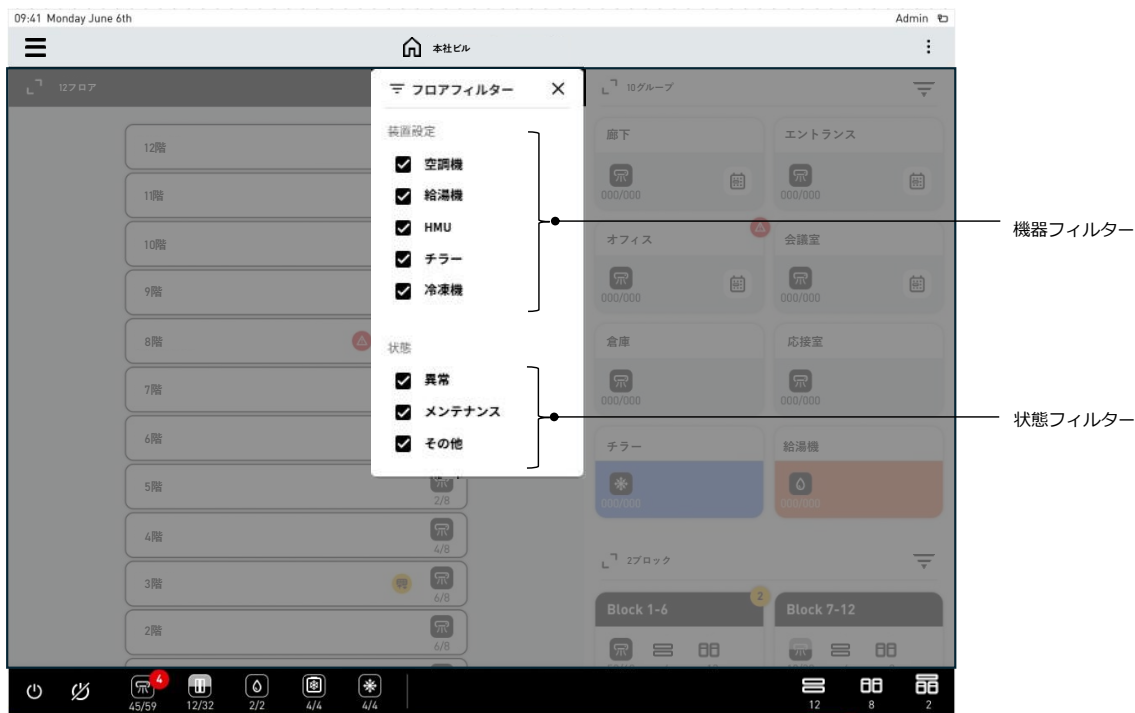 09:41 Monday June 6th
Admin
本社ビル
12フロア
フロアフィルター
10グループ
装置設定
空調機
給湯機
HMU
チラー
冷凍機
機器フィルター
状態
異常
メンテナンス
その他
状態フィルター
12階
11階
10階
9階
8階
7階
6階
5階
2/8
4階
4/8
3階
6/8
2階
6/8
廊下
エントランス
000/000
000/000
オフィス
会議室
000/000
000/000
倉庫
応接室
000/000
000/000
チラー
給湯機
000/000
000/000
2ブロック
Block 1-6
2
Block 7-12
4
45/59
12/32
2/2
4/4
4/4
12
8
2